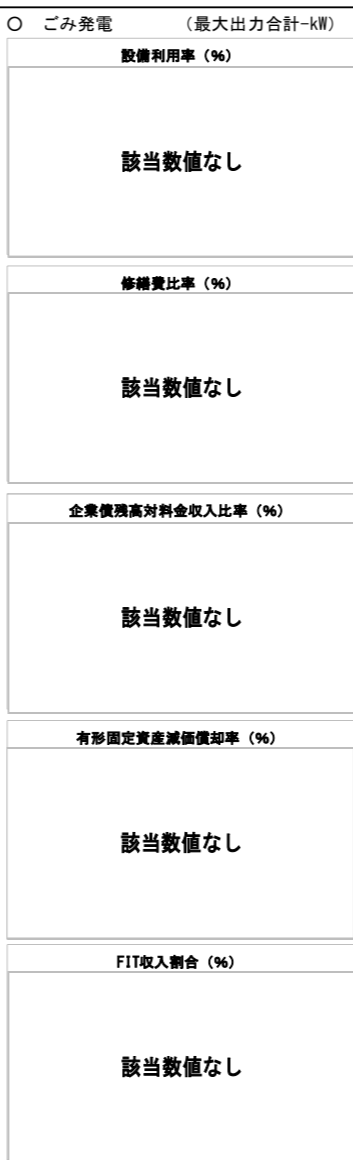 ○ ごみ発電 (最大出力合計-kW)
設備利用率(%)
該当数値なし
修繕費比率(%)
該当数値なし
企業債残高対料金収入比率(%)
該当数値なし
有形固定資産減価償却率(%)
該当数値なし
FIT収入割合(%)
該当数値なし